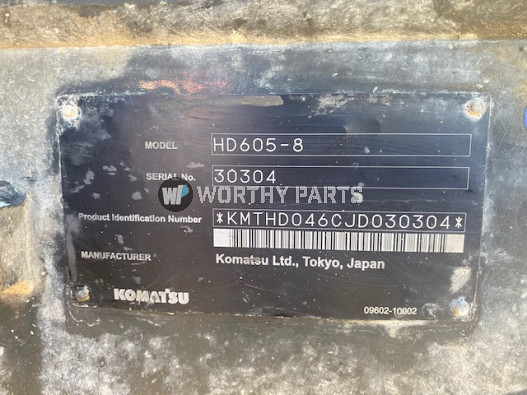 MODEL HD605-8
SERIAL No. 30304
WORTHY PARTS
Product Identification Number *KMTHD046CJD030304*
MANUFACTURER Komatsu Ltd., Tokyo, Japan
KOMATSU
09602-10002